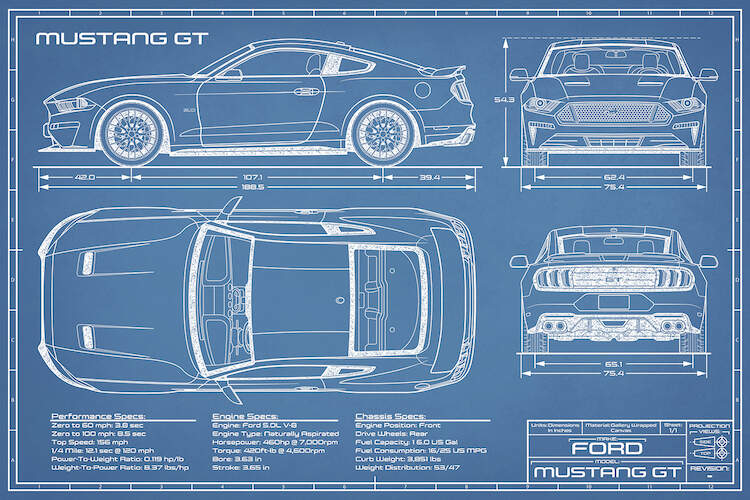 MUSTANG GT
42.0
107.1
39.4
188.5
54.3
62.4
75.4
GT
65.1
75.4
Performance Specs:
Zero to 60 mph: 3.8 sec
Zero to 100 mph: 8.5 sec
Top Speed: 156 mph
1/4 Mile: 12.1 sec @ 120 mph
Power-To-Weight Ratio: 0.119 hp/lb
Weight-To-Power Ratio: 8.37 lbs/hp
Engine Specs:
Engine: Ford 5.0L V-8
Engine Type: Naturally Aspirated
Horsepower: 460hp @ 7,000rpm
Torque: 420ft-lb @ 4,600rpm
Bore: 3.63 in
Stroke: 3.65 in
Chassis Specs:
Engine Position: Front
Drive Wheels: Rear
Fuel Capacity: 16.0 US Gal
Fuel Consumption: 16/25 US MPG
Curb Weight: 3,851 lbs
Weight Distribution: 53/47
Units: Dimensions
In Inches
Material: Gallery Wrapped
Canvas
Sheet:
1/1
MAKE:
FORD
MODEL:
MUSTANG GT
PROJECTION
VIEWS:
SIDE
TOP
REVISION: